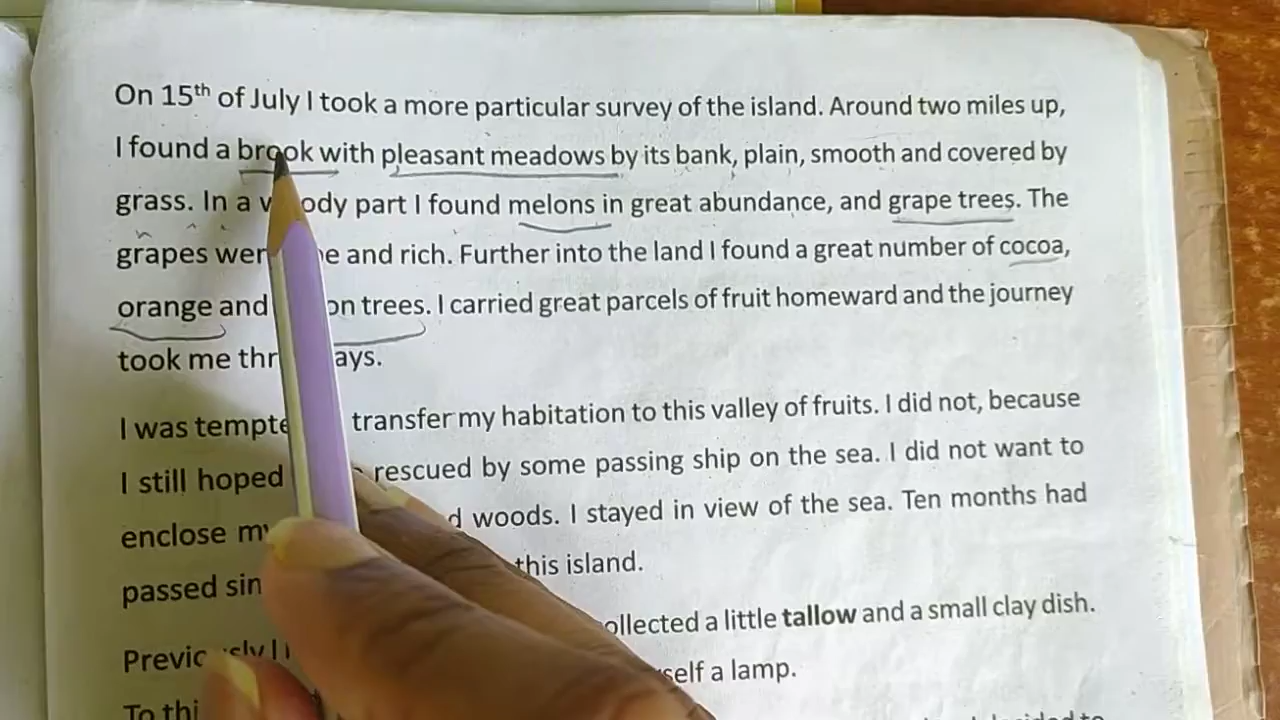 On 15th of July I took a more particular survey of the island. Around two miles up,
I found a brook with pleasant meadows by its bank, plain, smooth and covered by
grass. In a ody part I found melons in great abundance, and grape trees. The
grapes wer e and rich. Further into the land I found a great number of cocoa,
orange and on trees. I carried great parcels of fruit homeward and the journey
took me thr ays.
I was tempte transfer my habitation to this valley of fruits. I did not, because
I still hoped rescued by some passing ship on the sea. I did not want to
enclose my d woods. I stayed in view of the sea. Ten months had
passed sin this island.
ollected a little tallow and a small clay dish.
Previo sly I self a lamp.
To thi